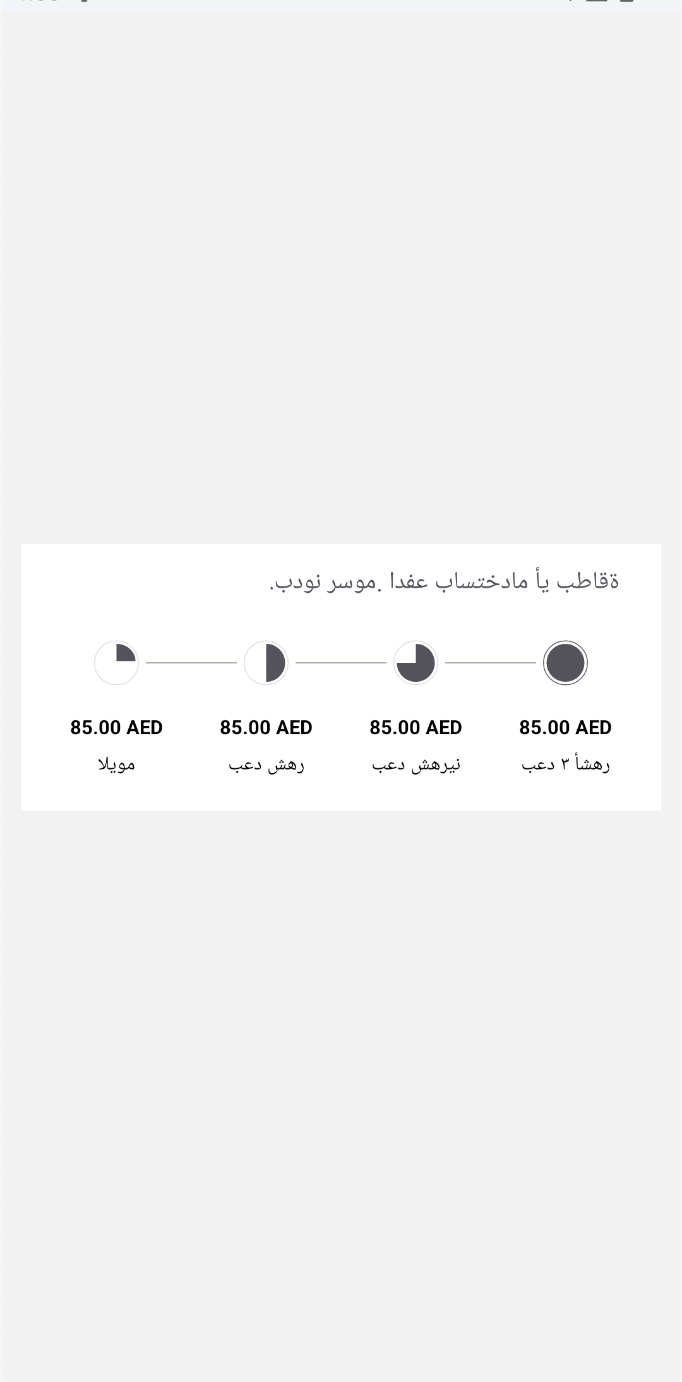 ةقاطب يأ مادختساب عفدا .موسر نودب.
85.00 AED 85.00 AED 85.00 AED 85.00 AED
مويلا
رهش دعب
نيرهش دعب
رهشأ ٣ دعب